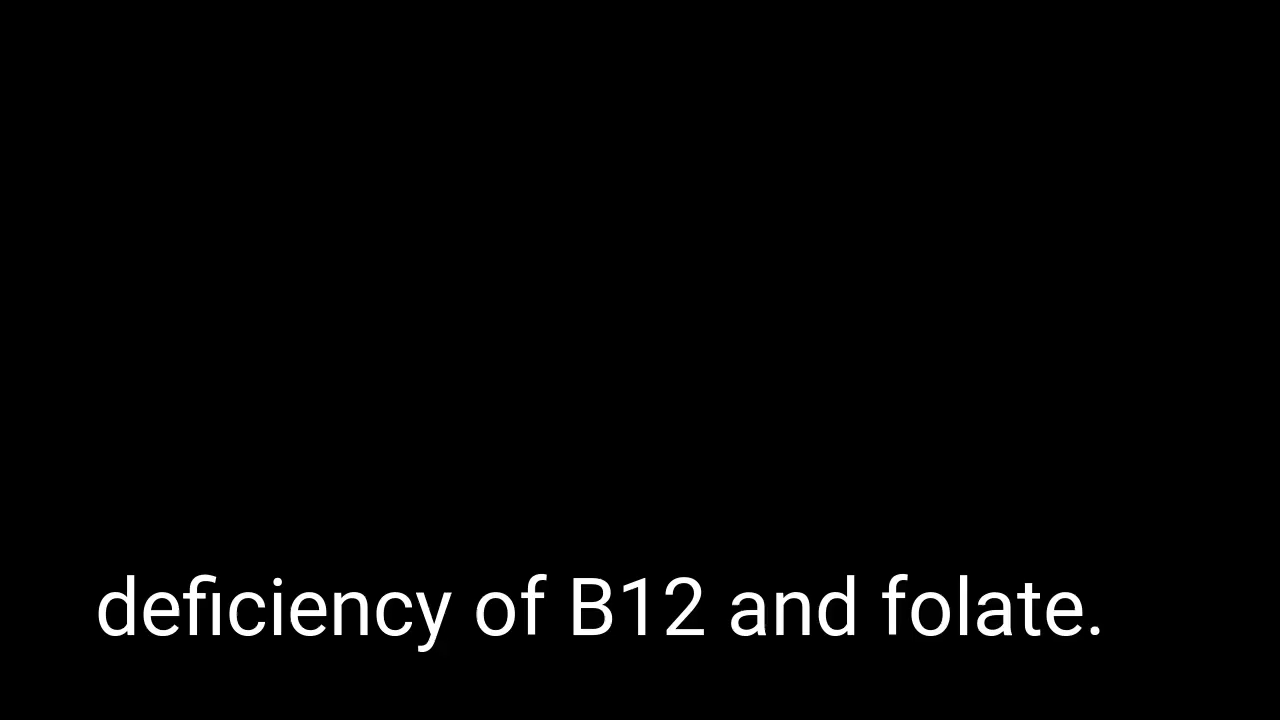 deficiency of B12 and folate.